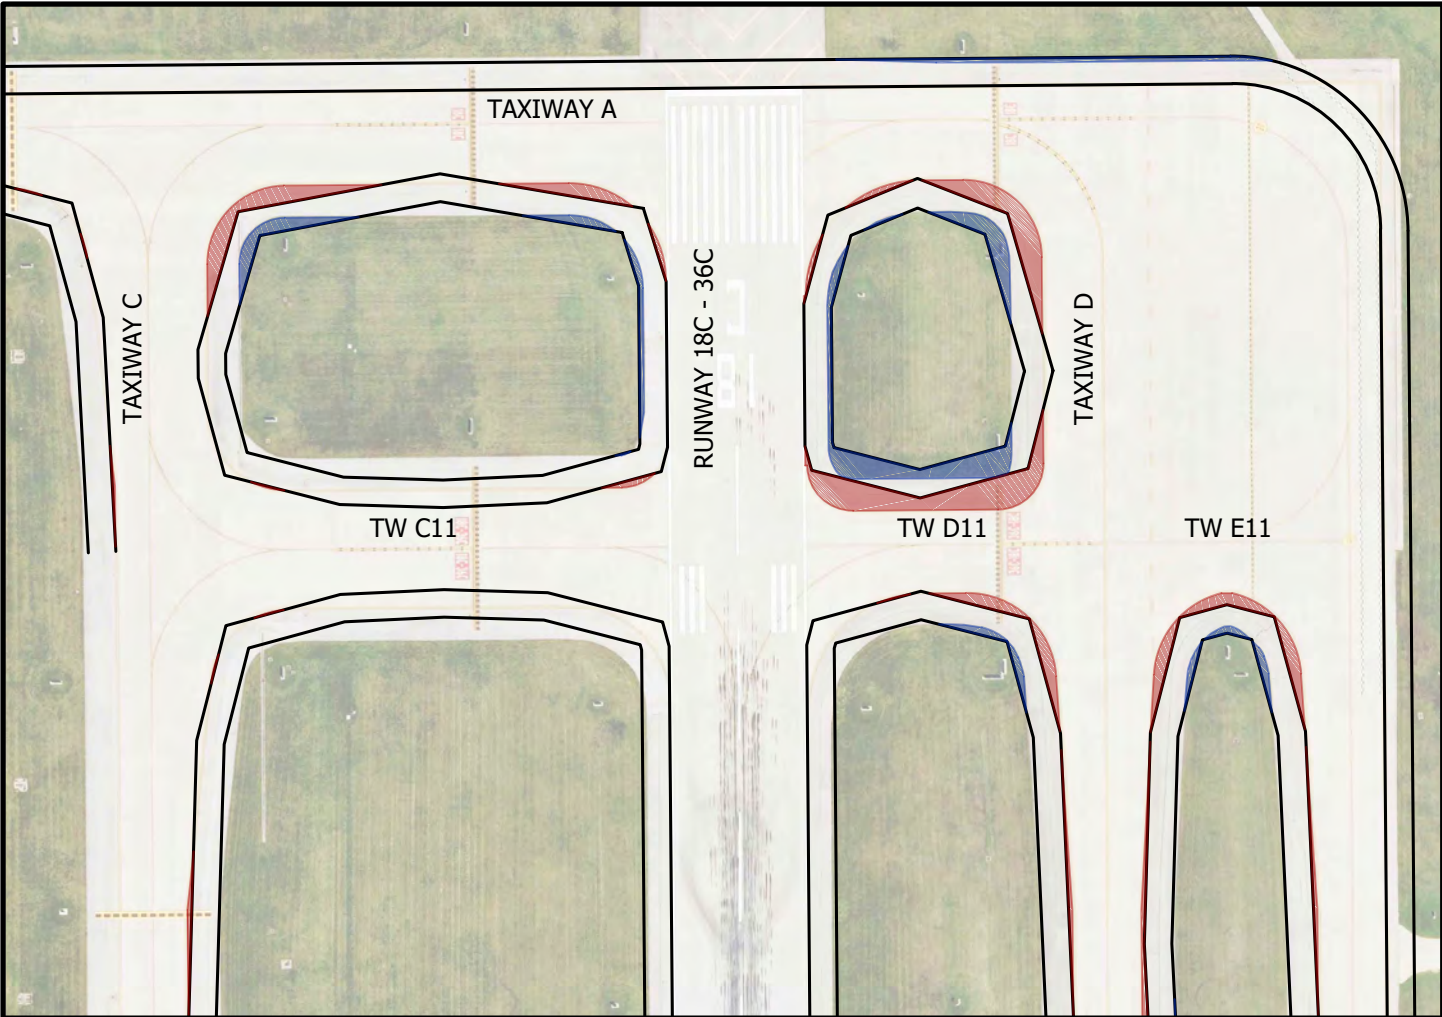 TAXIWAY A
TAXIWAY C
RUNWAY 18C - 36C
TAXIWAY D
TW C11
TW D11
TW E11